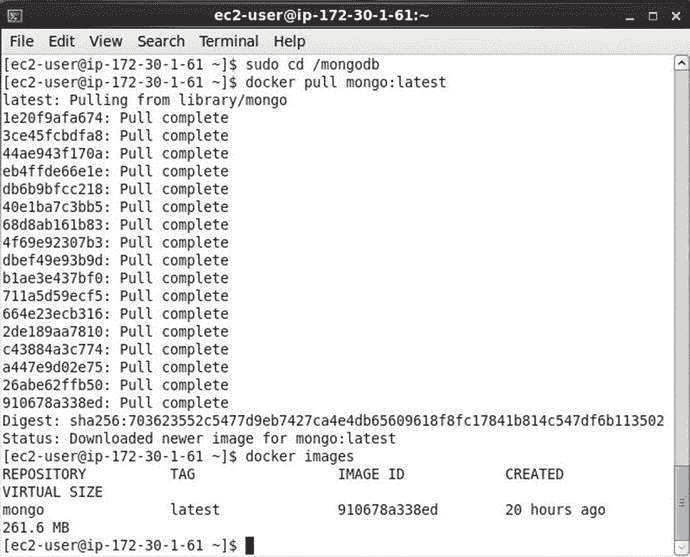 ec2-user@ip-172-30-1-61:~
File Edit View Search Terminal Help
[ec2-user@ip-172-30-1-61 ~]$ sudo cd /mongodb
[ec2-user@ip-172-30-1-61 ~]$ docker pull mongo:latest
latest: Pulling from library/mongo
1e20f9afa674: Pull complete
3ce45fcbdfa8: Pull complete
44ae943f170a: Pull complete
eb4ffde66e1e: Pull complete
db6b9bfcc218: Pull complete
40e1ba7c3bb5: Pull complete
68d8ab161b83: Pull complete
4f69e92307b3: Pull complete
dbef49e93b9d: Pull complete
b1ae3e437bf0: Pull complete
711a5d59ecf5: Pull complete
664e23ecb316: Pull complete
2de189aa7810: Pull complete
c43884a3c774: Pull complete
a447e9d02e75: Pull complete
26abe62ffb50: Pull complete
910678a338ed: Pull complete
Digest: sha256:703623552c5477d9eb7427ca4e4db65609618f8fc17841b814c547df6b113502
Status: Downloaded newer image for mongo:latest
[ec2-user@ip-172-30-1-61 ~]$ docker images
REPOSITORY TAG IMAGE ID CREATED
VIRTUAL SIZE
mongo latest 910678a338ed 20 hours ago
261.6 MB
[ec2-user@ip-172-30-1-61 ~]$